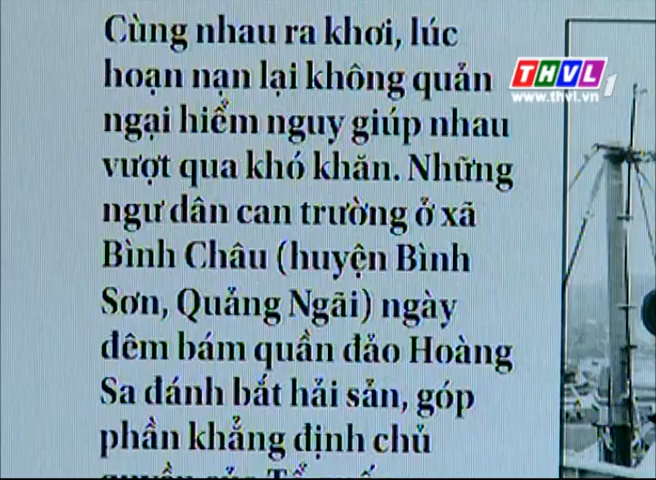 Cùng nhau ra khơi, lúc
hoạn nạn lại không quản
ngại hiểm nguy giúp nhau
vượt qua khó khăn. Những
ngư dân can trường ở xã
Bình Châu (huyện Bình
Sơn, Quảng Ngãi) ngày
đêm bám quần đảo Hoàng
Sa đánh bắt hải sản, góp
phần khẳng định chủ
THVL1
www.thvl.vn